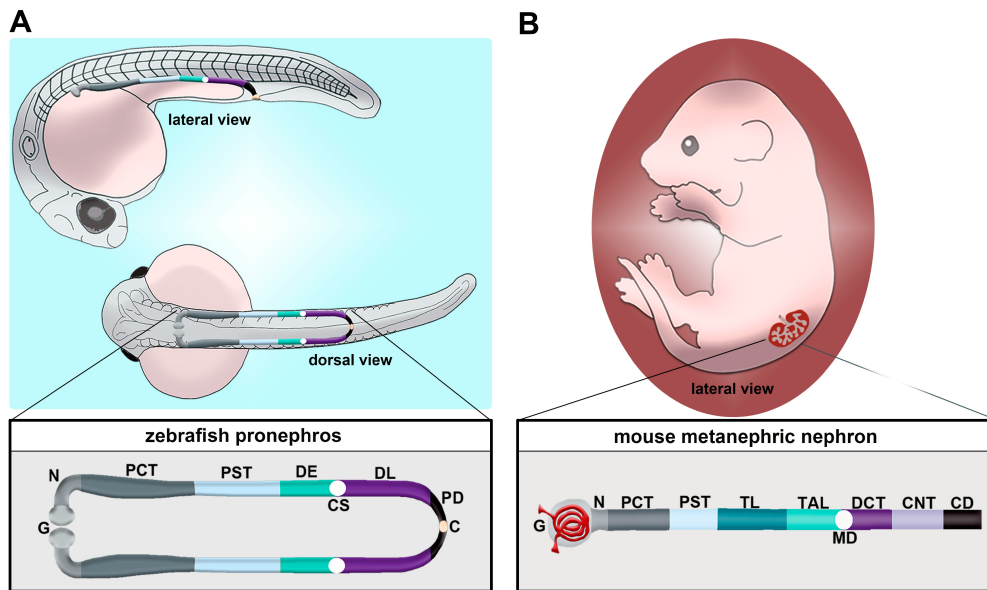 A
lateral view
dorsal view
zebrafish pronephros
N
PCT
PST
DE
DL
CS
PD
G
C
B
lateral view
mouse metanephric nephron
G
N
PCT
PST
TL
TAL
DCT
CNT
CD
MD